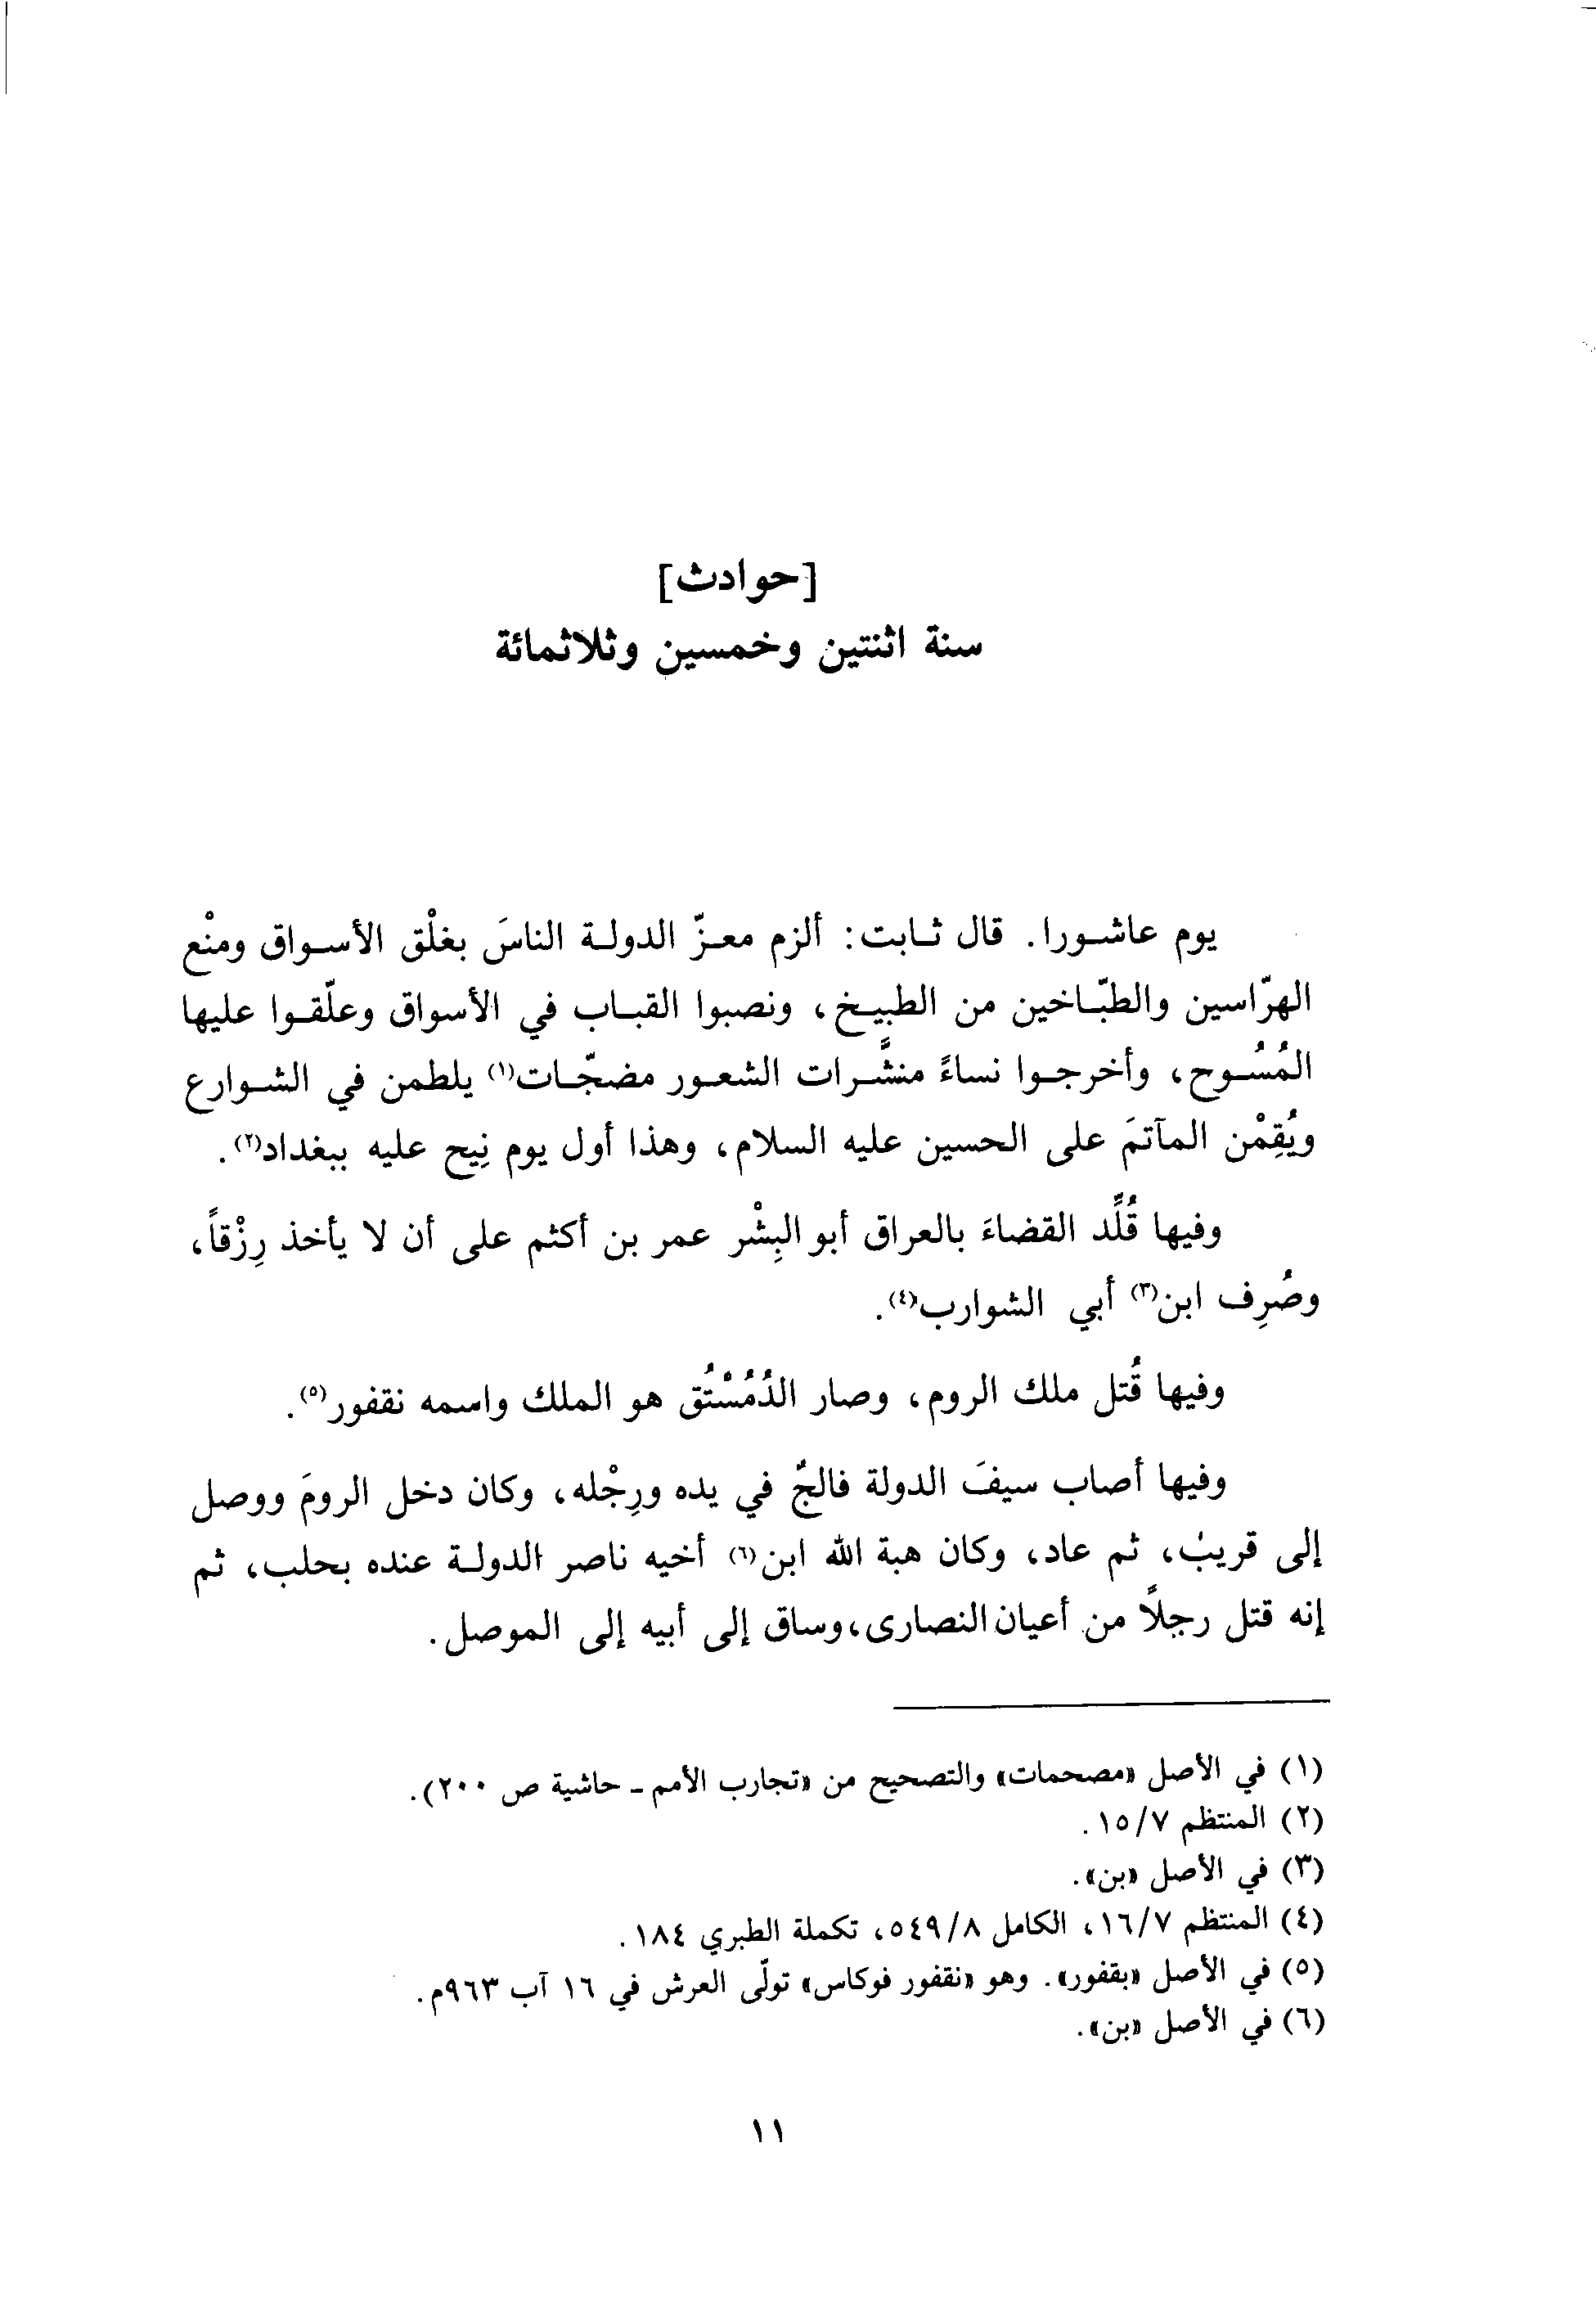 [حوادث]
سنة اثنتين وخمسين وثلاثمائة
يوم عاشورا. قال ثابت: ألزم معزّ الدولة الناسَ بغلْق الأسواق ومنْع
الهرّاسين والطبّاخين من الطبيخ، ونصبوا القباب في الأسواق وعلّقوا عليها
المُسُوح، وأخرجوا نساءً منشَّرات الشعور مضجّات(١) يلطمن في الشوارع
ويُقِمْن المآتمَ على الحسين عليه السلام، وهذا أول يوم نِيح عليه ببغداد(٢).
وفيها قُلِّد القضاءَ بالعراق أبو البِشْر عمر بن أكثم على أن لا يأخذ رِزْقاً،
وصُرِف ابن(٣) أبي الشوارب(٤).
وفيها قُتل ملك الروم، وصار الدُمُسْتُق هو الملك واسمه نقفور(٥).
وفيها أصاب سيفَ الدولة فالجٌ في يده ورِجْله، وكان دخل الرومَ ووصل
إلى قريبٍ، ثم عاد، وكان هبة الله ابن(٦) أخيه ناصر الدولة عنده بحلب، ثم
إنه قتل رجلاً من أعيان النصارى، وساق إلى أبيه إلى الموصل.
(١) في الأصل «مصحمات» والتصحيح من «تجارب الأمم - حاشية ص ٢٠٠).
(٢) المنتظم ١٥/٧.
(٣) في الأصل «بن».
(٤) المنتظم ١٦/٧، الكامل ٥٤٩/٨، تكملة الطبري ١٨٤.
(٥) في الأصل «بقفور». وهو «نقفور فوكاس» تولّى العرش في ١٦ آب ٩٦٣م.
(٦) في الأصل «بن».
١١